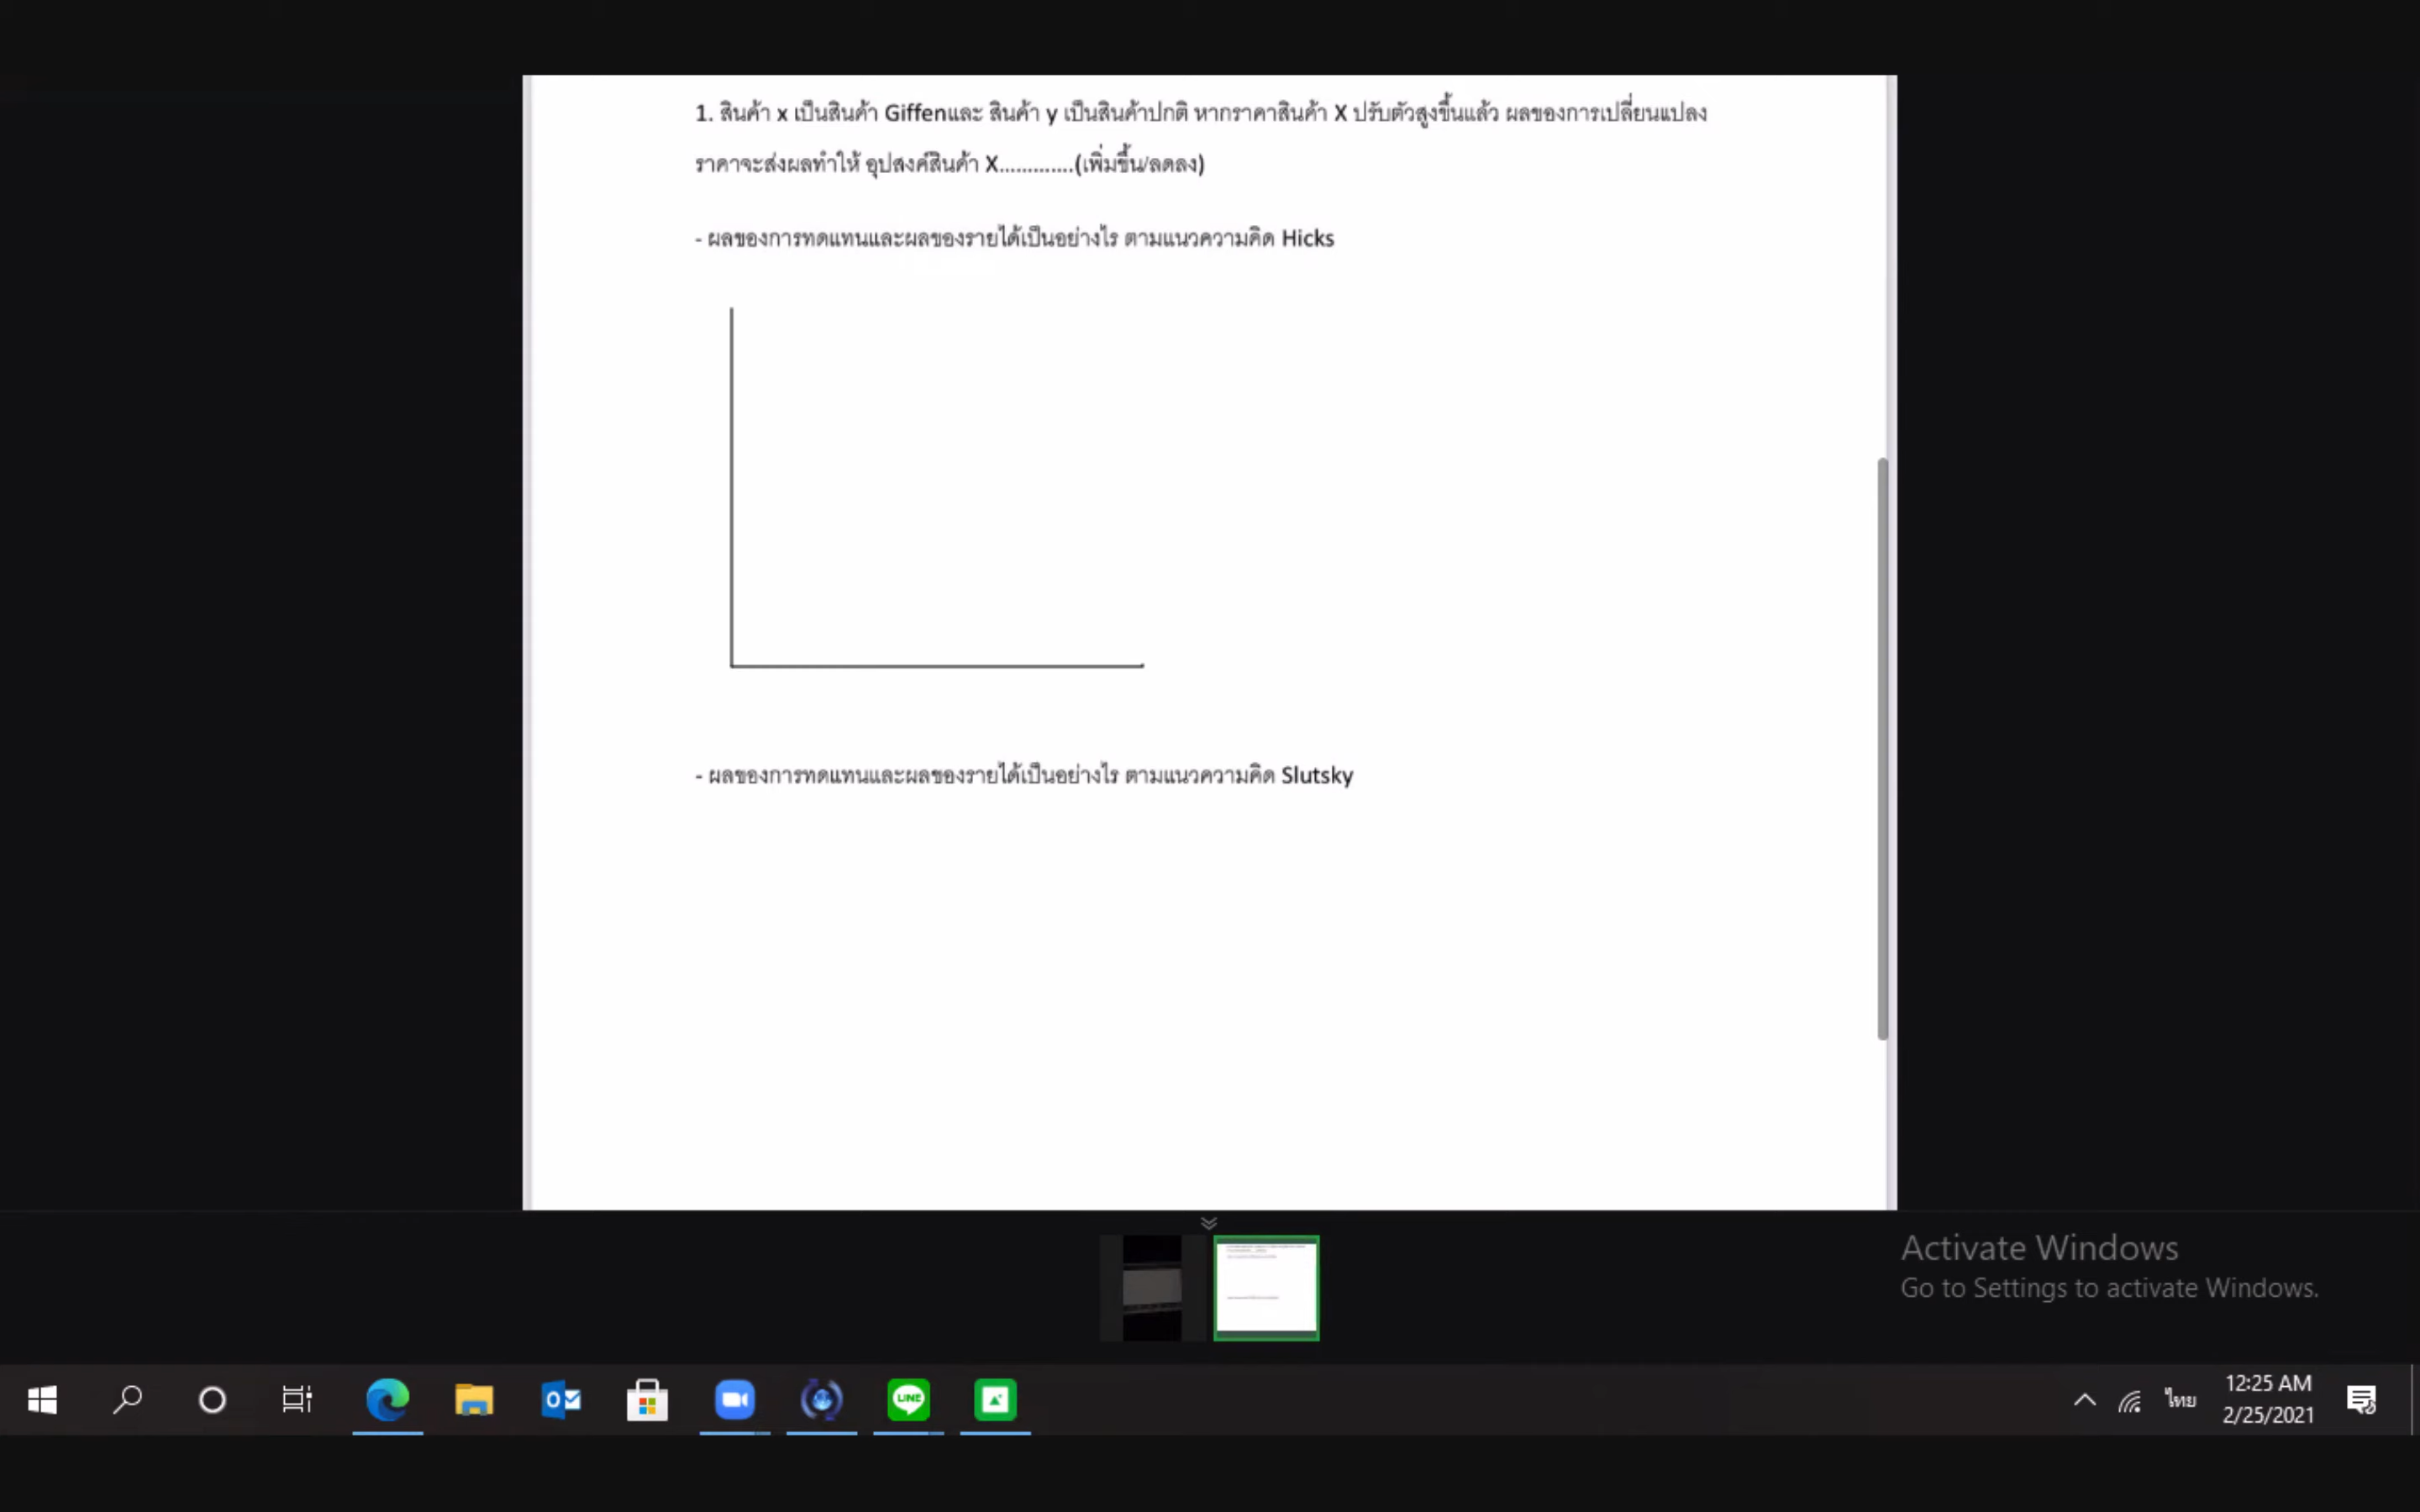 1. สินค้า x เป็นสินค้า Giffenและ สินค้า y เป็นสินค้าปกติ หากราคาสินค้า X ปรับตัวสูงขึ้นแล้ว ผลของการเปลี่ยนแปลง
ราคาจะส่งผลทำให้ อุปสงค์สินค้า X.............(เพิ่มขึ้น/ลดลง)
- ผลของการทดแทนและผลของรายได้เป็นอย่างไร ตามแนวความคิด Hicks
- ผลของการทดแทนและผลของรายได้เป็นอย่างไร ตามแนวความคิด Slutsky
Activate Windows
Go to Settings to activate Windows.
LINE
ไทย
12:25 AM
2/25/2021